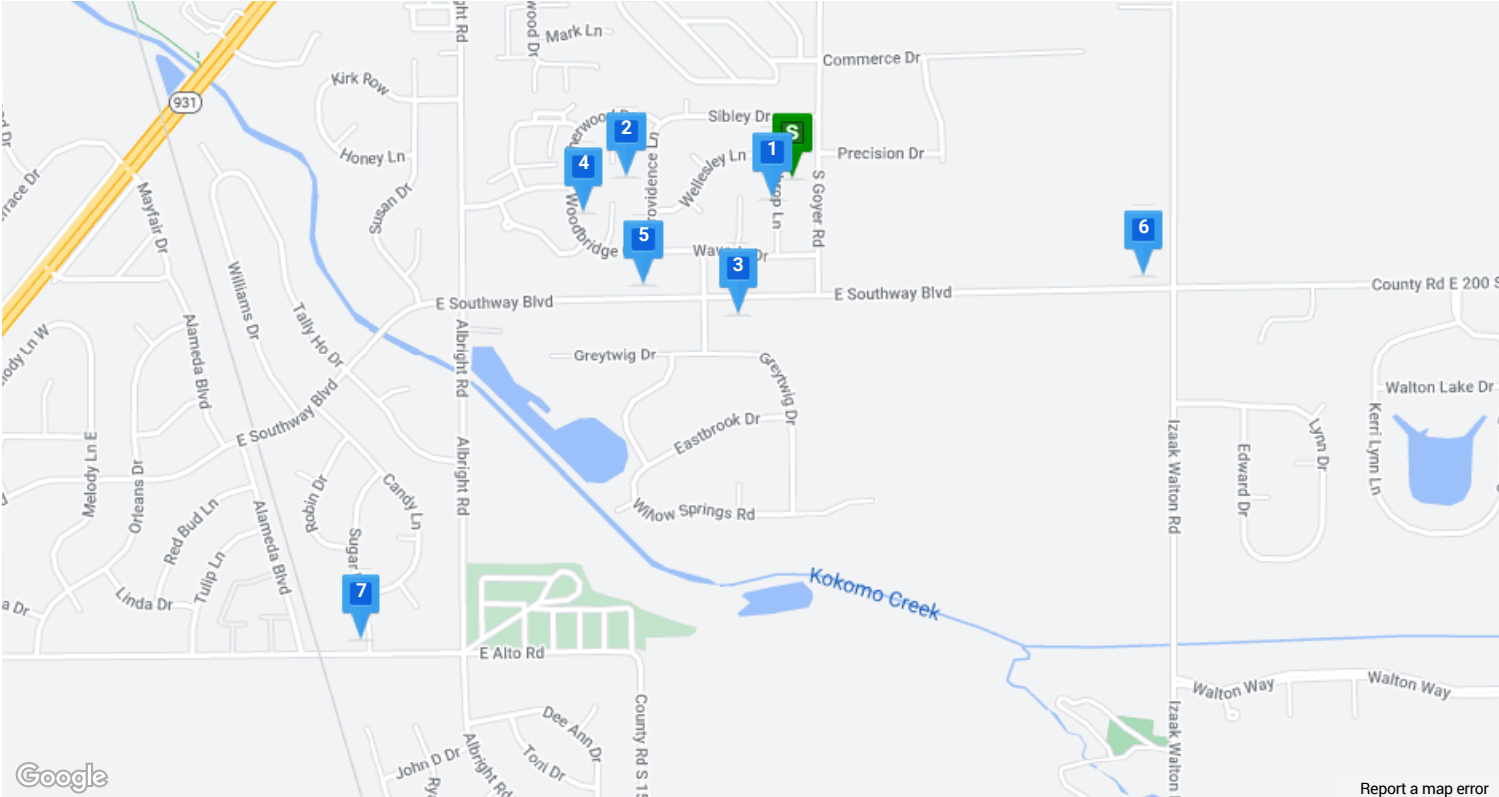 Mark Ln
Commerce Dr
Kirk Row
931
Sibley Dr
S
2
1
Honey Ln
4
Wellesley Ln
Precision Dr
Mayfair Dr
Susan Dr
S Goyer Rd
5
6
3
Williams Dr
E Southway Blvd
E Southway Blvd
County Rd E 200 S
Tally Ho Dr
Alameda Blvd
Albright Rd
Greytwig Dr
Greytwig Dr
Walton Lake Dr
E Southway Blvd
Eastbrook Dr
Izaak Walton Rd
Edward Dr
Lynn Dr
Kerri Lynn Ln
Melody Ln E
Orleans Dr
Albright Rd
Robin Dr
Candy Ln
Red Bud Ln
Willow Springs Rd
Alameda Blvd
Sugar
Tulip Ln
Linda Dr
7
Kokomo Creek
E Alto Rd
Walton Way
Walton Way
County Rd S 15
Dee Ann Dr
Toni Dr
John D Dr
Albright Rd
Izaak Walton
Google
Report a map error